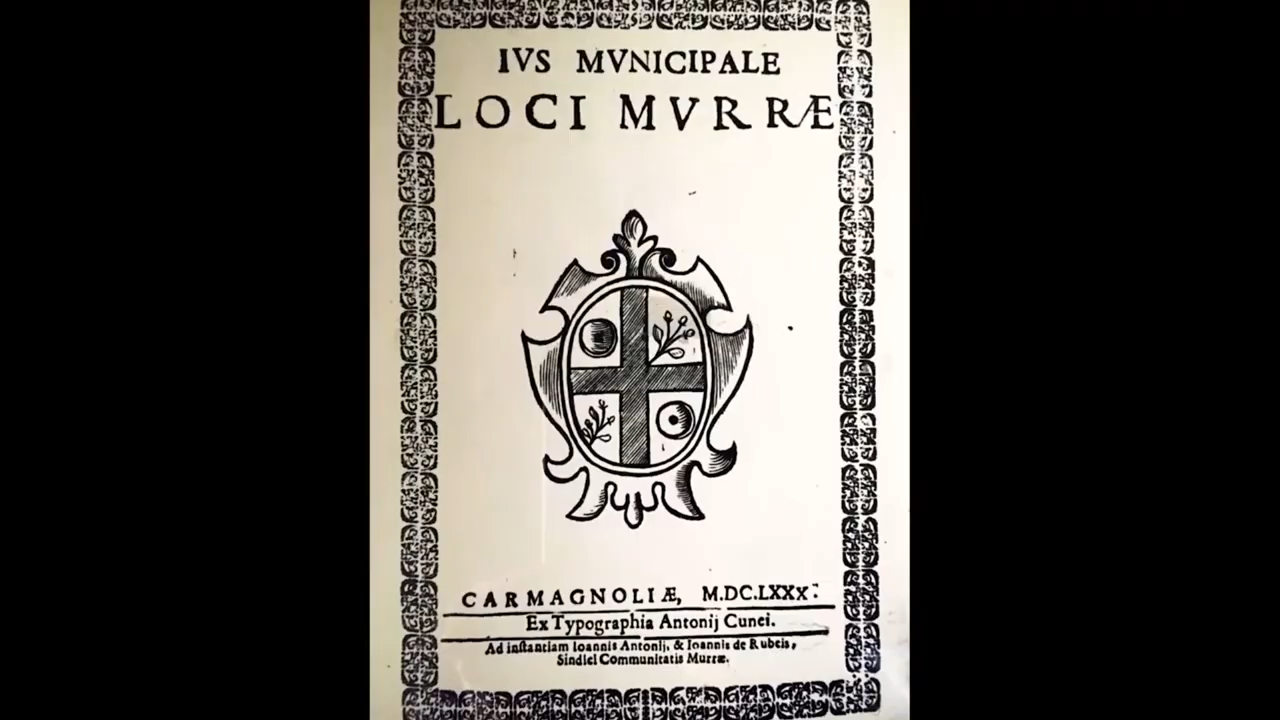 IVS MVNICIPALE
LOCI MVRRÆ
CARMAGNOLIÆ, M.DC.LXXX.
Ex Typographia Antonij Cunei.
Ad inſtantiam Ioannis Antonij, & Ioannis de Rubeis,
Sindici Communitatis Murræ.